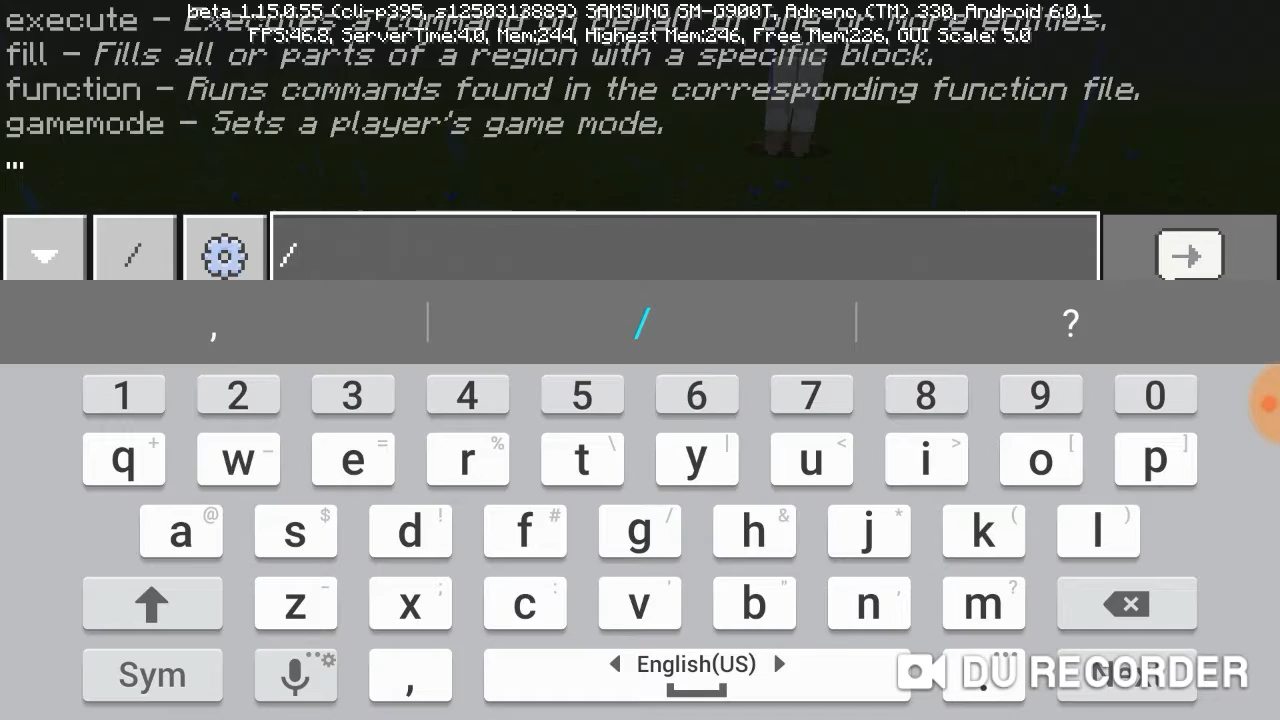 beta 1.15.0.55 SAMSUNG SM-G900T, Adreno (TM) 330, Android 6.0.1
execute - a command on behalf of one or more entities.
FPS:46.8, ServerTime:4.0, Mem:244, Highest Mem:246, Free Mem:226, GUI Scale: 5.0
fill - Fills all or parts of a region with a specific block.
function - Runs commands found in the corresponding function file.
gamemode - Sets a player's game mode.
...
/ /
, / ?
1 2 3 4 5 6 7 8 9 0
q + w e = r % t \ y | u < i > o [ p ]
a @ s $ d ! f # g / h & j * k ( l )
z x ; c : v ' b " n , m ?
Sym , English(US) . Next
DU RECORDER